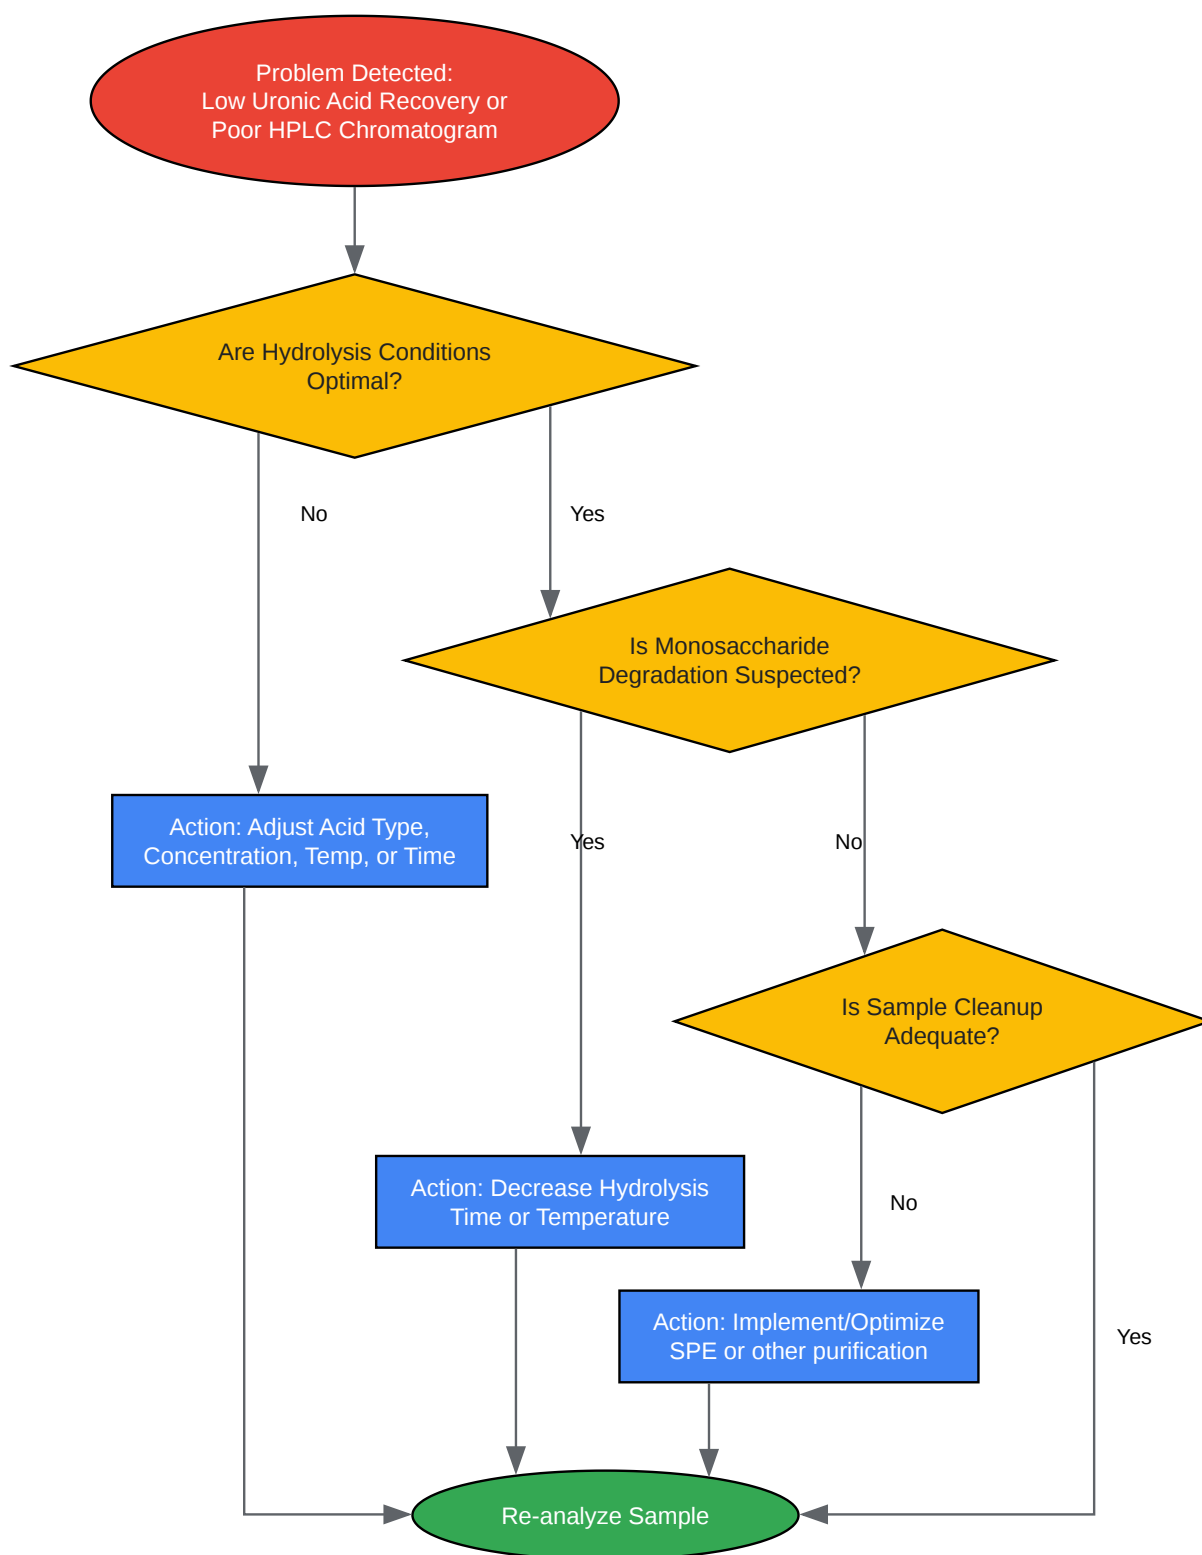 Problem Detected:
Low Uronic Acid Recovery or
Poor HPLC Chromatogram
Are Hydrolysis Conditions
Optimal?
No
Yes
Is Monosaccharide
Degradation Suspected?
Action: Adjust Acid Type,
Concentration, Temp, or Time
Yes
No
Is Sample Cleanup
Adequate?
Action: Decrease Hydrolysis
Time or Temperature
No
Action: Implement/Optimize
SPE or other purification
Yes
Re-analyze Sample